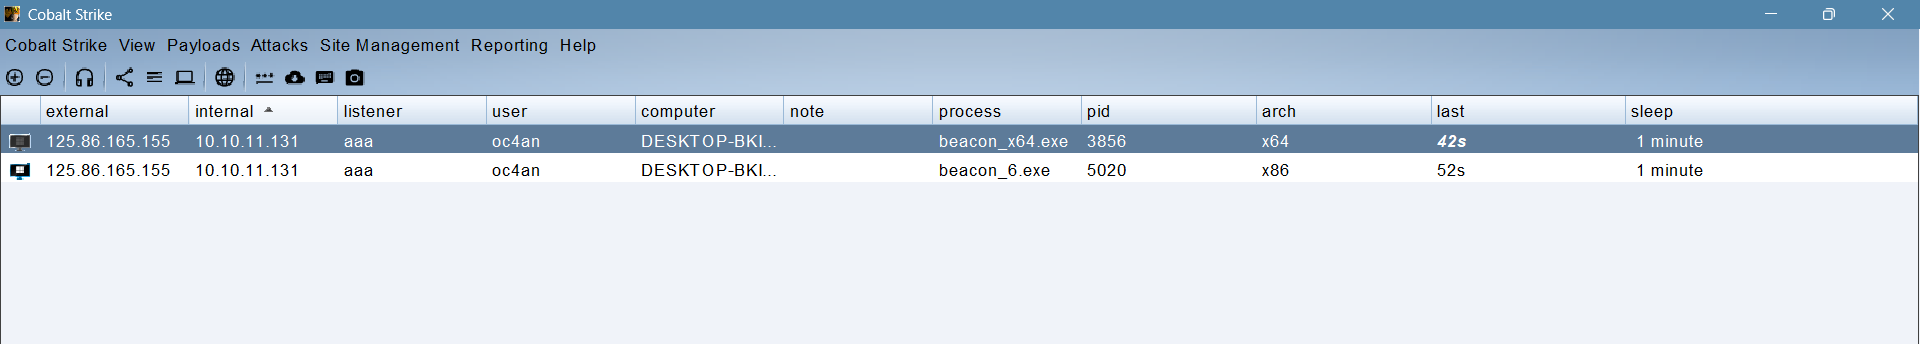 Cobalt Strike
Cobalt Strike View Payloads Attacks Site Management Reporting Help
external internal listener user computer note process pid arch last sleep
125.86.165.155 10.10.11.131 aaa oc4an DESKTOP-BKI... beacon_x64.exe 3856 x64 42s 1 minute
125.86.165.155 10.10.11.131 aaa oc4an DESKTOP-BKI... beacon_6.exe 5020 x86 52s 1 minute